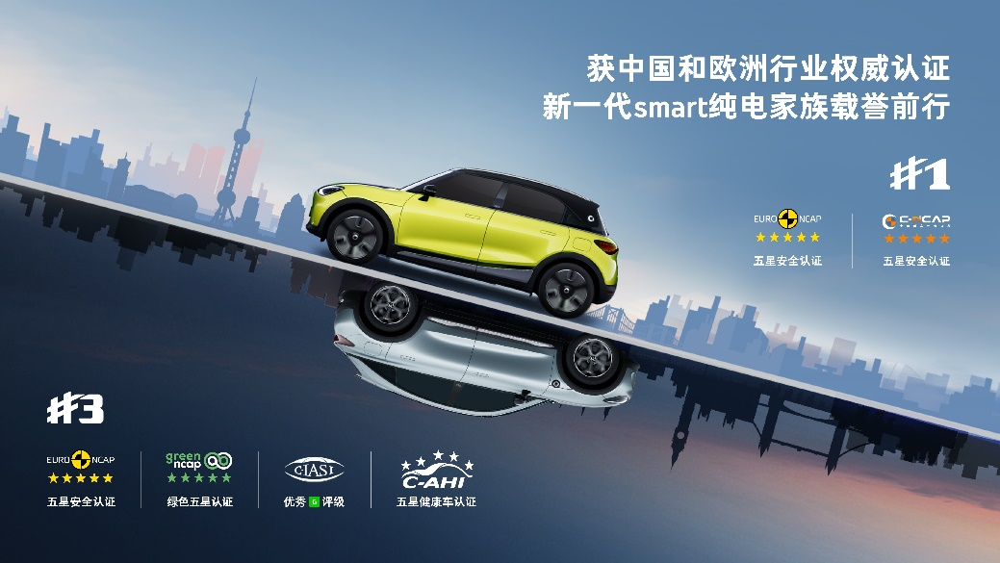 获中国和欧洲行业权威认证
新一代smart纯电家族载誉前行
#1
EURO NCAP
五星安全认证
C-NCAP
五星安全认证
#3
EURO NCAP
五星安全认证
green ncap
绿色五星认证
C-IASI
优秀G评级
C-AHI
五星健康车认证